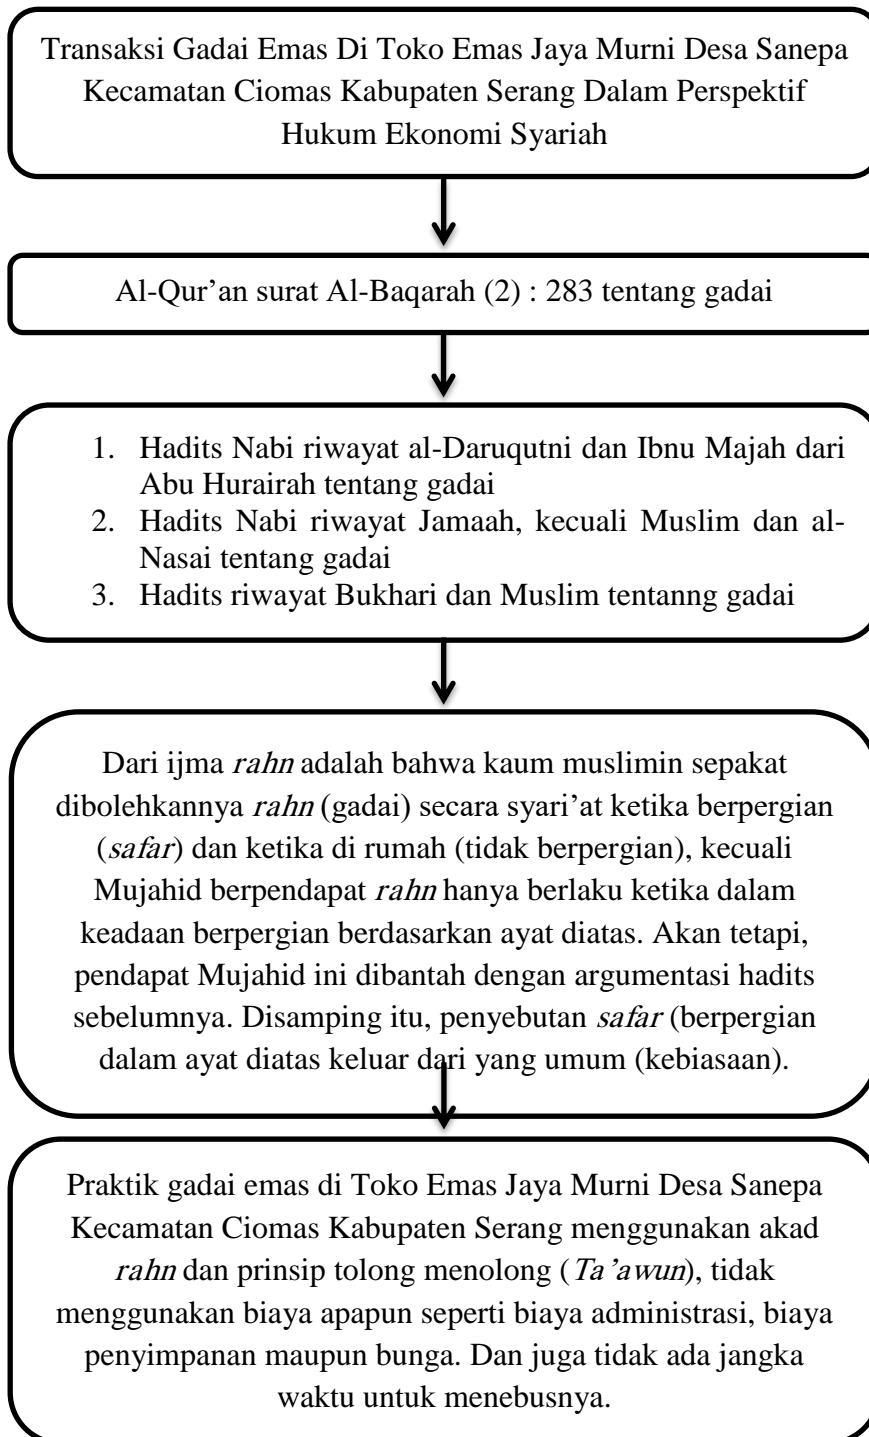 Transaksi Gadai Emas Di Toko Emas Jaya Murni Desa Sanepa
Kecamatan Ciomas Kabupaten Serang Dalam Perspektif
Hukum Ekonomi Syariah
Al-Qur’an surat Al-Baqarah (2) : 283 tentang gadai
1. Hadits Nabi riwayat al-Daruqutni dan Ibnu Majah dari
Abu Hurairah tentang gadai
2. Hadits Nabi riwayat Jamaah, kecuali Muslim dan al-
Nasai tentang gadai
3. Hadits riwayat Bukhari dan Muslim tentanng gadai
Dari ijma rahn adalah bahwa kaum muslimin sepakat
dibolehkannya rahn (gadai) secara syari’at ketika berpergian
(safar) dan ketika di rumah (tidak berpergian), kecuali
Mujahid berpendapat rahn hanya berlaku ketika dalam
keadaan berpergian berdasarkan ayat diatas. Akan tetapi,
pendapat Mujahid ini dibantah dengan argumentasi hadits
sebelumnya. Disamping itu, penyebutan safar (berpergian
dalam ayat diatas keluar dari yang umum (kebiasaan).
Praktik gadai emas di Toko Emas Jaya Murni Desa Sanepa
Kecamatan Ciomas Kabupaten Serang menggunakan akad
rahn dan prinsip tolong menolong (Ta’awun), tidak
menggunakan biaya apapun seperti biaya administrasi, biaya
penyimpanan maupun bunga. Dan juga tidak ada jangka
waktu untuk menebusnya.